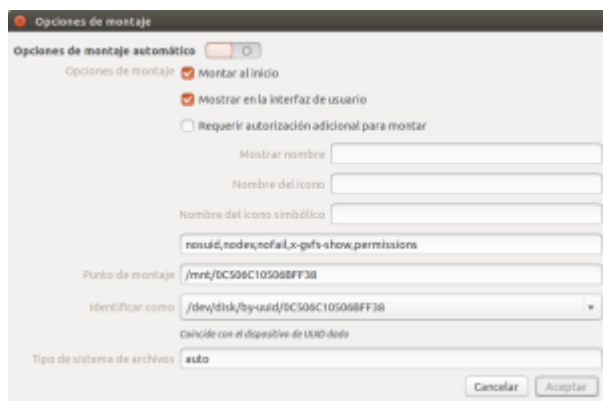 Opciones de montaje
Opciones de montaje automático
Opciones de montaje Montar al inicio
Mostrar en la interfaz de usuario
Requerir autorización adicional para montar
Mostrar nombre
Nombre del icono
Nombre del icono simbólico
nosuid,nodev,nofail,x-gvfs-show,permissions
Punto de montaje /mnt/0C506C10506BFF38
Identificar como /dev/disk/by-uuid/0C506C10506BFF38
Coincide con el dispositivo de UUID dado
Tipo de sistema de archivos auto
Cancelar Aceptar